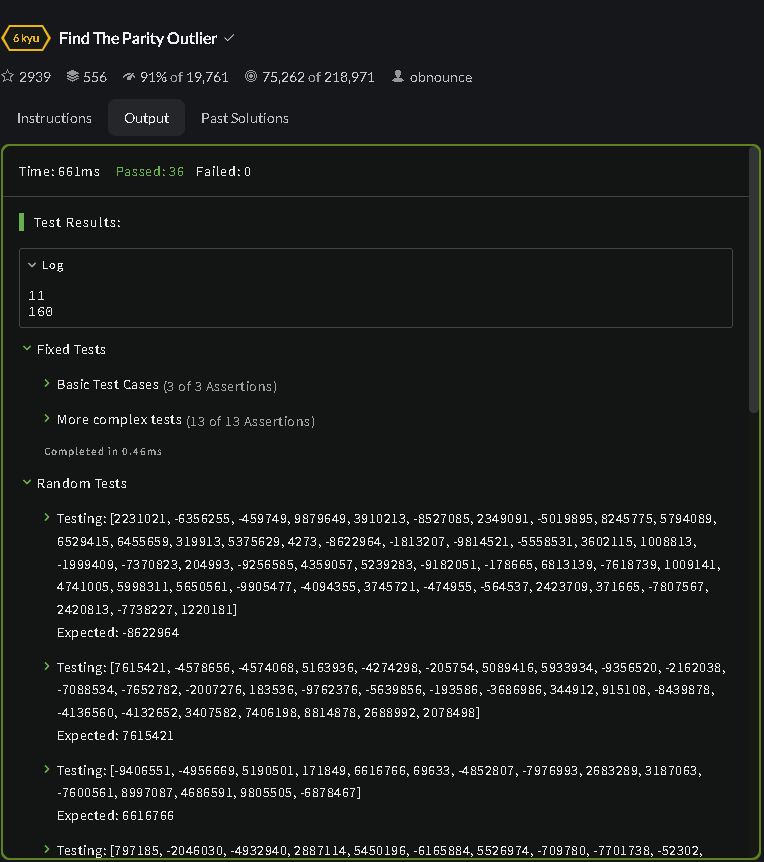 6 kyu Find The Parity Outlier
2939 556 91% of 19,761 75,262 of 218,971 obnounce
Instructions Output Past Solutions
Time: 661ms Passed: 36 Failed: 0
Test Results:
Log
11
160
Fixed Tests
Basic Test Cases (3 of 3 Assertions)
More complex tests (13 of 13 Assertions)
Completed in 0.46ms
Random Tests
Testing: [2231021, -6356255, -459749, 9879649, 3910213, -8527085, 2349091, -5019895, 8245775, 5794089,
6529415, 6455659, 319913, 5375629, 4273, -8622964, -1813207, -9814521, -5558531, 3602115, 1008813,
-1999409, -7370823, 204993, -9256585, 4359057, 5239283, -9182051, -178665, 6813139, -7618739, 1009141,
4741005, 5998311, 5650561, -9905477, -4094355, 3745721, -474955, -564537, 2423709, 371665, -7807567,
2420813, -7738227, 1220181]
Expected: -8622964
Testing: [7615421, -4578656, -4574068, 5163936, -4274298, -205754, 5089416, 5933934, -9356520, -2162038,
-7088534, -7652782, -2007276, 183536, -9762376, -5639856, -193586, -3686986, 344912, 915108, -8439878,
-4136560, -4132652, 3407582, 7406198, 8814878, 2688992, 2078498]
Expected: 7615421
Testing: [-9406551, -4956669, 5190501, 171849, 6616766, 69633, -4852807, -7976993, 2683289, 3187063,
-7600561, 8997087, 4686591, 9805505, -6878467]
Expected: 6616766
Testing: [797185, -2046030, -4932940, 2887114, 5450196, -6165884, 5526974, -709780, -7701738, -52302,